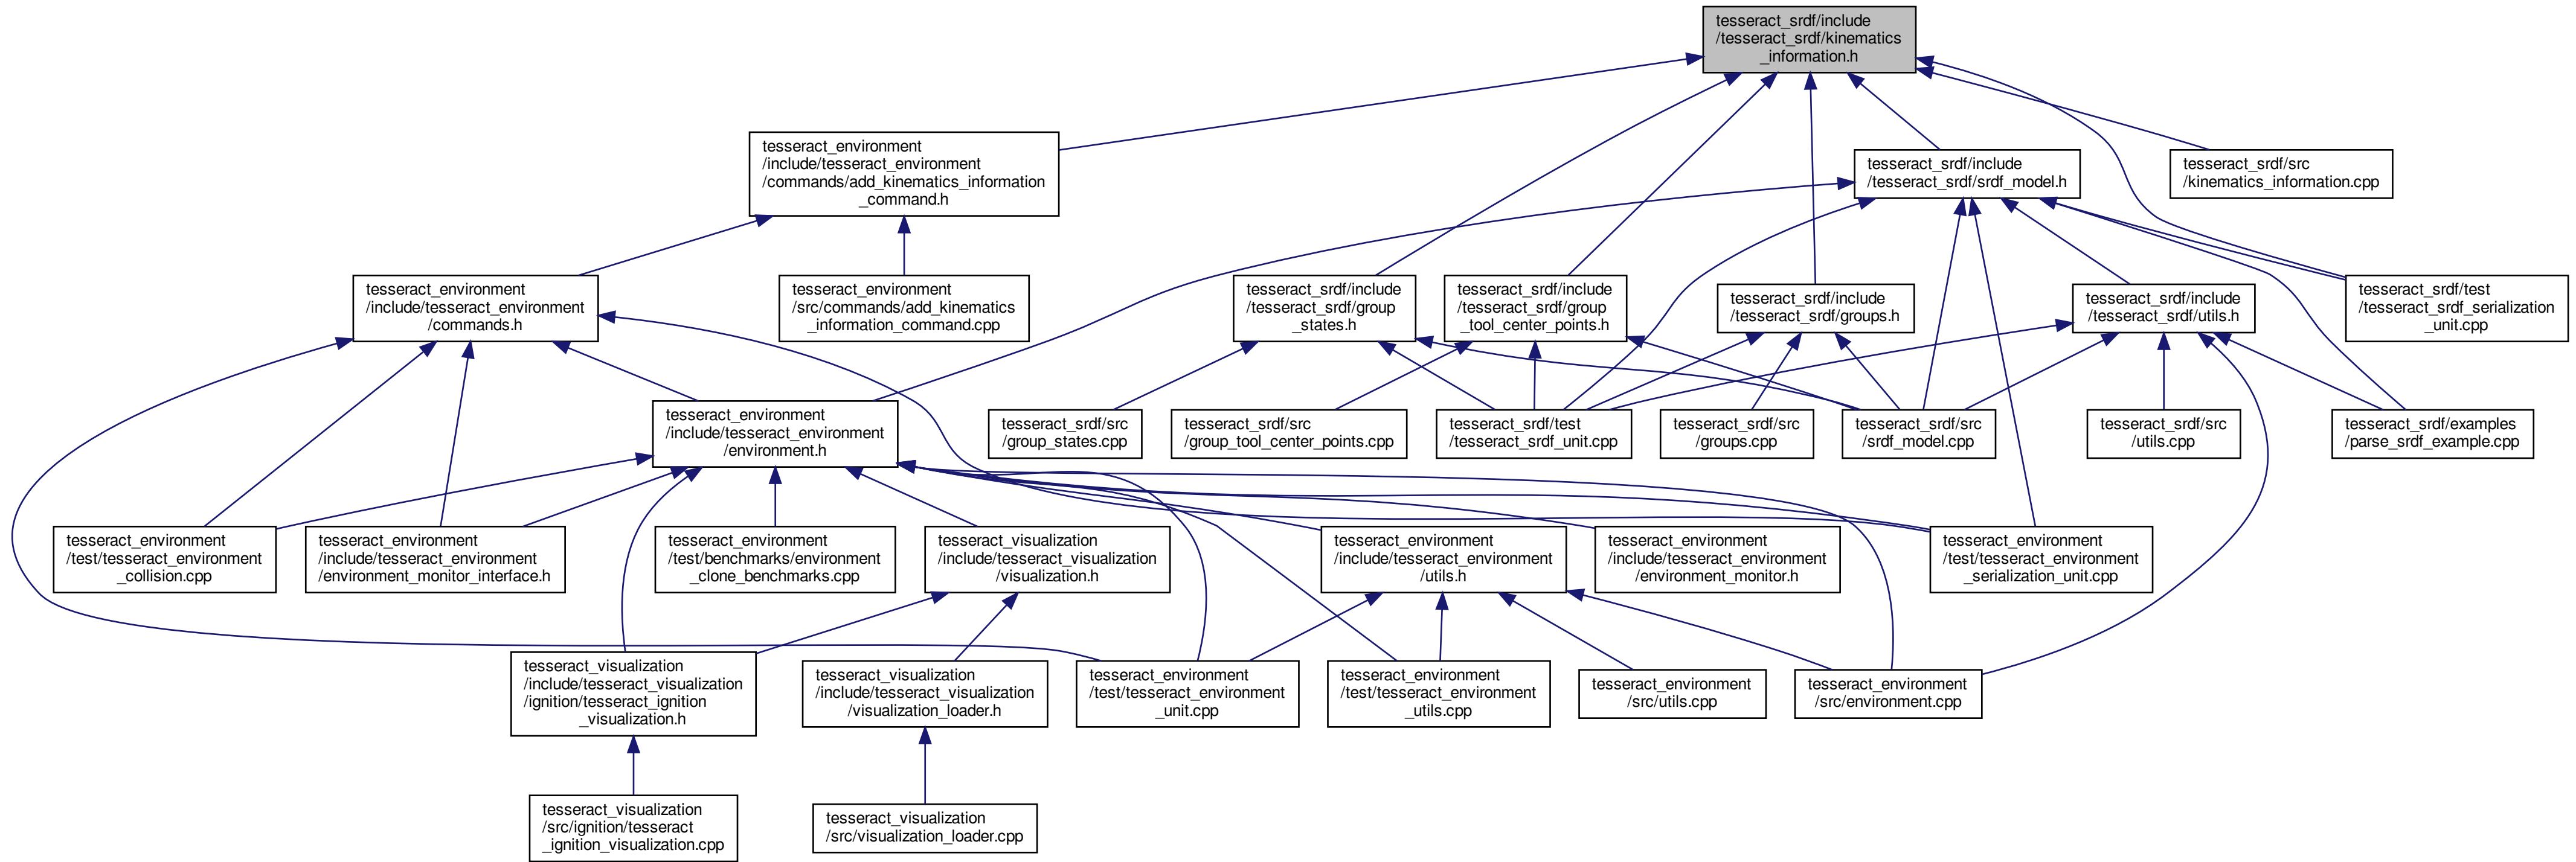 tesseract_srdf/include
/tesseract_srdf/kinematics
_information.h
tesseract_environment
/include/tesseract_environment
/commands/add_kinematics_information
_command.h
tesseract_srdf/include
/tesseract_srdf/srdf_model.h
tesseract_srdf/src
/kinematics_information.cpp
tesseract_environment
/include/tesseract_environment
/commands.h
tesseract_environment
/src/commands/add_kinematics
_information_command.cpp
tesseract_srdf/include
/tesseract_srdf/group
_states.h
tesseract_srdf/include
/tesseract_srdf/group
_tool_center_points.h
tesseract_srdf/include
/tesseract_srdf/groups.h
tesseract_srdf/include
/tesseract_srdf/utils.h
tesseract_srdf/test
/tesseract_srdf_serialization
_unit.cpp
tesseract_environment
/include/tesseract_environment
/environment.h
tesseract_srdf/src
/group_states.cpp
tesseract_srdf/src
/group_tool_center_points.cpp
tesseract_srdf/test
/tesseract_srdf_unit.cpp
tesseract_srdf/src
/groups.cpp
tesseract_srdf/src
/srdf_model.cpp
tesseract_srdf/src
/utils.cpp
tesseract_srdf/examples
/parse_srdf_example.cpp
tesseract_environment
/test/tesseract_environment
_collision.cpp
tesseract_environment
/include/tesseract_environment
/environment_monitor_interface.h
tesseract_environment
/test/benchmarks/environment
_clone_benchmarks.cpp
tesseract_visualization
/include/tesseract_visualization
/visualization.h
tesseract_environment
/include/tesseract_environment
/utils.h
tesseract_environment
/include/tesseract_environment
/environment_monitor.h
tesseract_environment
/test/tesseract_environment
_serialization_unit.cpp
tesseract_visualization
/include/tesseract_visualization
/ignition/tesseract_ignition
_visualization.h
tesseract_visualization
/include/tesseract_visualization
/visualization_loader.h
tesseract_environment
/test/tesseract_environment
_unit.cpp
tesseract_environment
/test/tesseract_environment
_utils.cpp
tesseract_environment
/src/utils.cpp
tesseract_environment
/src/environment.cpp
tesseract_visualization
/src/ignition/tesseract
_ignition_visualization.cpp
tesseract_visualization
/src/visualization_loader.cpp